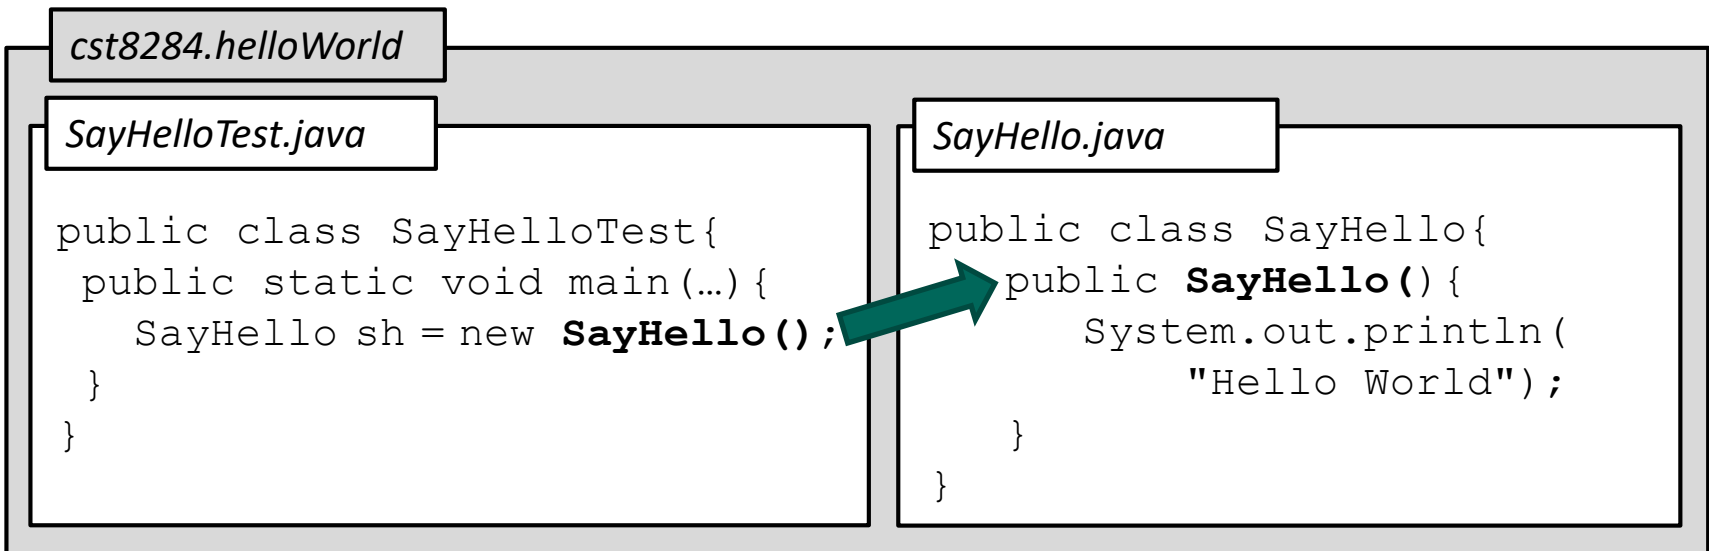 cst8284.helloWorld
SayHelloTest.java
public class SayHelloTest{
public static void main(…){
SayHello sh = new SayHello();
}
}
SayHello.java
public class SayHello{
public SayHello(){
System.out.println(
"Hello World");
}
}